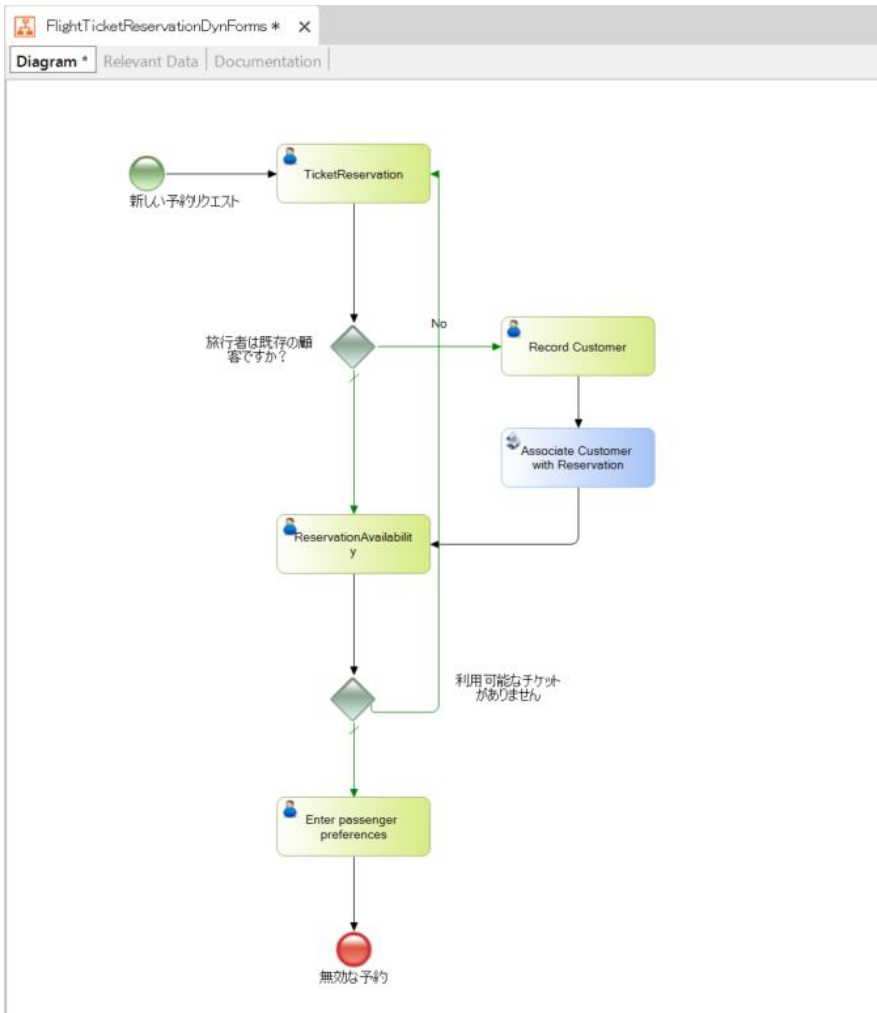 FlightTicketReservationDynForms *
Diagram * Relevant Data Documentation
TicketReservation
新しい予約リクエスト
No
旅行者は既存の顧
客ですか？
Record Customer
Associate Customer
with Reservation
ReservationAvailabilit
y
利用可能なチケット
がありません
Enter passenger
preferences
無効な予約